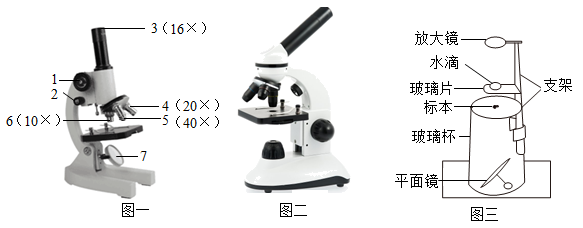 3（16×）
1
2
4（20×）
6（10×）
5（40×）
7
图一
图二
放大镜
水滴
玻璃片
支架
标本
玻璃杯
平面镜
图三